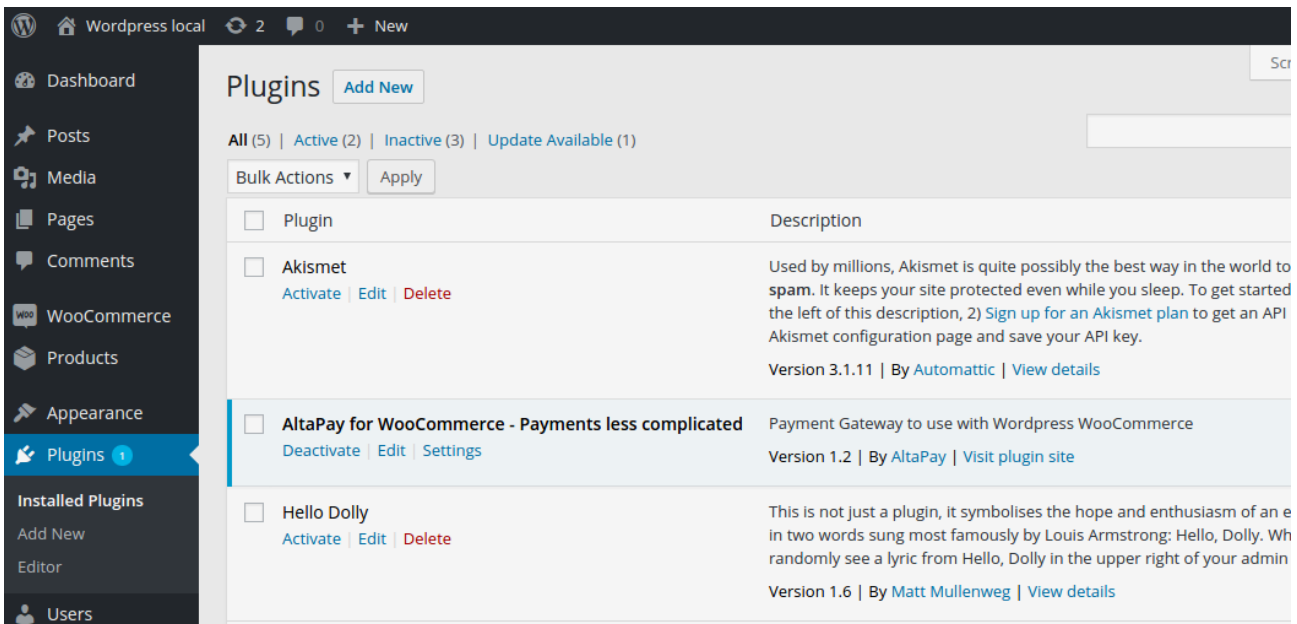 Wordpress local 2 0 + New
Dashboard
Posts
Media
Pages
Comments
WOO WooCommerce
Products
Appearance
Plugins 1
Installed Plugins
Add New
Editor
Users
Scr
Plugins Add New
All (5) | Active (2) | Inactive (3) | Update Available (1)
Bulk Actions ▼ Apply
Plugin Description
Akismet
Activate | Edit | Delete
Used by millions, Akismet is quite possibly the best way in the world to
spam. It keeps your site protected even while you sleep. To get started
the left of this description, 2) Sign up for an Akismet plan to get an API
Akismet configuration page and save your API key.
Version 3.1.11 | By Automattic | View details
AltaPay for WooCommerce - Payments less complicated
Deactivate | Edit | Settings
Payment Gateway to use with Wordpress WooCommerce
Version 1.2 | By AltaPay | Visit plugin site
Hello Dolly
Activate | Edit | Delete
This is not just a plugin, it symbolises the hope and enthusiasm of an e
in two words sung most famously by Louis Armstrong: Hello, Dolly. Wh
randomly see a lyric from Hello, Dolly in the upper right of your admin
Version 1.6 | By Matt Mullenweg | View details